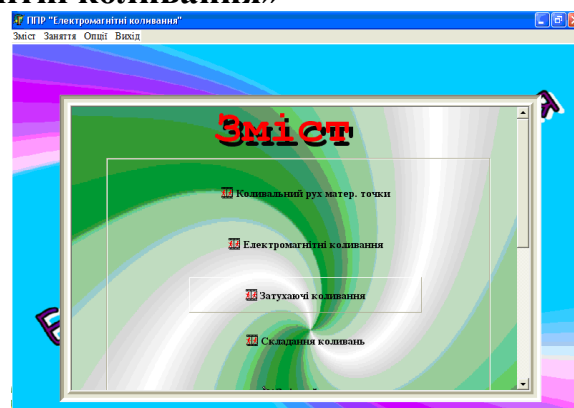 ППР "Електромагнітні коливання"
Зміст Заняття Опції Вихід
Зміст
Коливальний рух матер. точки
Електромагнітні коливання
Затухаючі коливання
Складання коливань